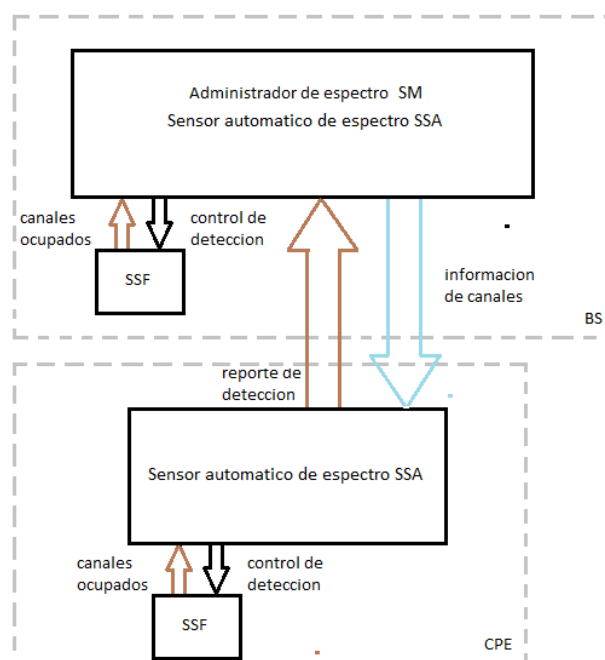 Administrador de espectro SM
Sensor automatico de espectro SSA
canales
ocupados
control de
deteccion
SSF
informacion
de canales
BS
reporte de
deteccion
Sensor automatico de espectro SSA
canales
ocupados
control de
deteccion
SSF
CPE